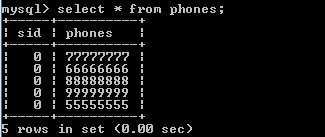 mysql> select * from phones;
+-----+----------+
| sid | phones   |
+-----+----------+
|   0 | 77777777 |
|   0 | 66666666 |
|   0 | 88888888 |
|   0 | 99999999 |
|   0 | 55555555 |
+-----+----------+
5 rows in set (0.00 sec)